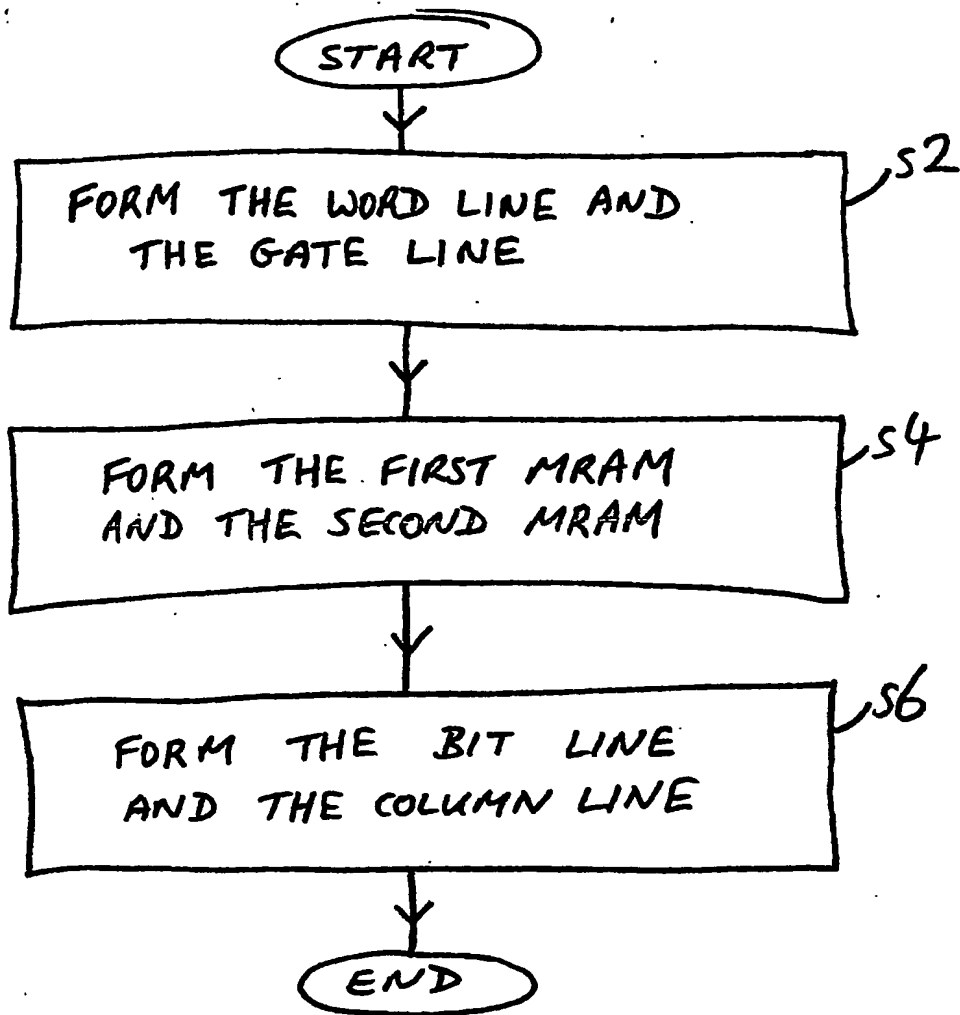 START
S2
FORM THE WORD LINE AND
THE GATE LINE
S4
FORM THE FIRST MRAM
AND THE SECOND MRAM
S6
FORM THE BIT LINE
AND THE COLUMN LINE
END